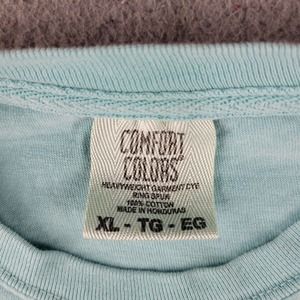 COMFORT
COLORS®
HEAVYWEIGHT GARMENT DYE
RING SPUN
100% COTTON
MADE IN HONDURAS
XL - TG - EG